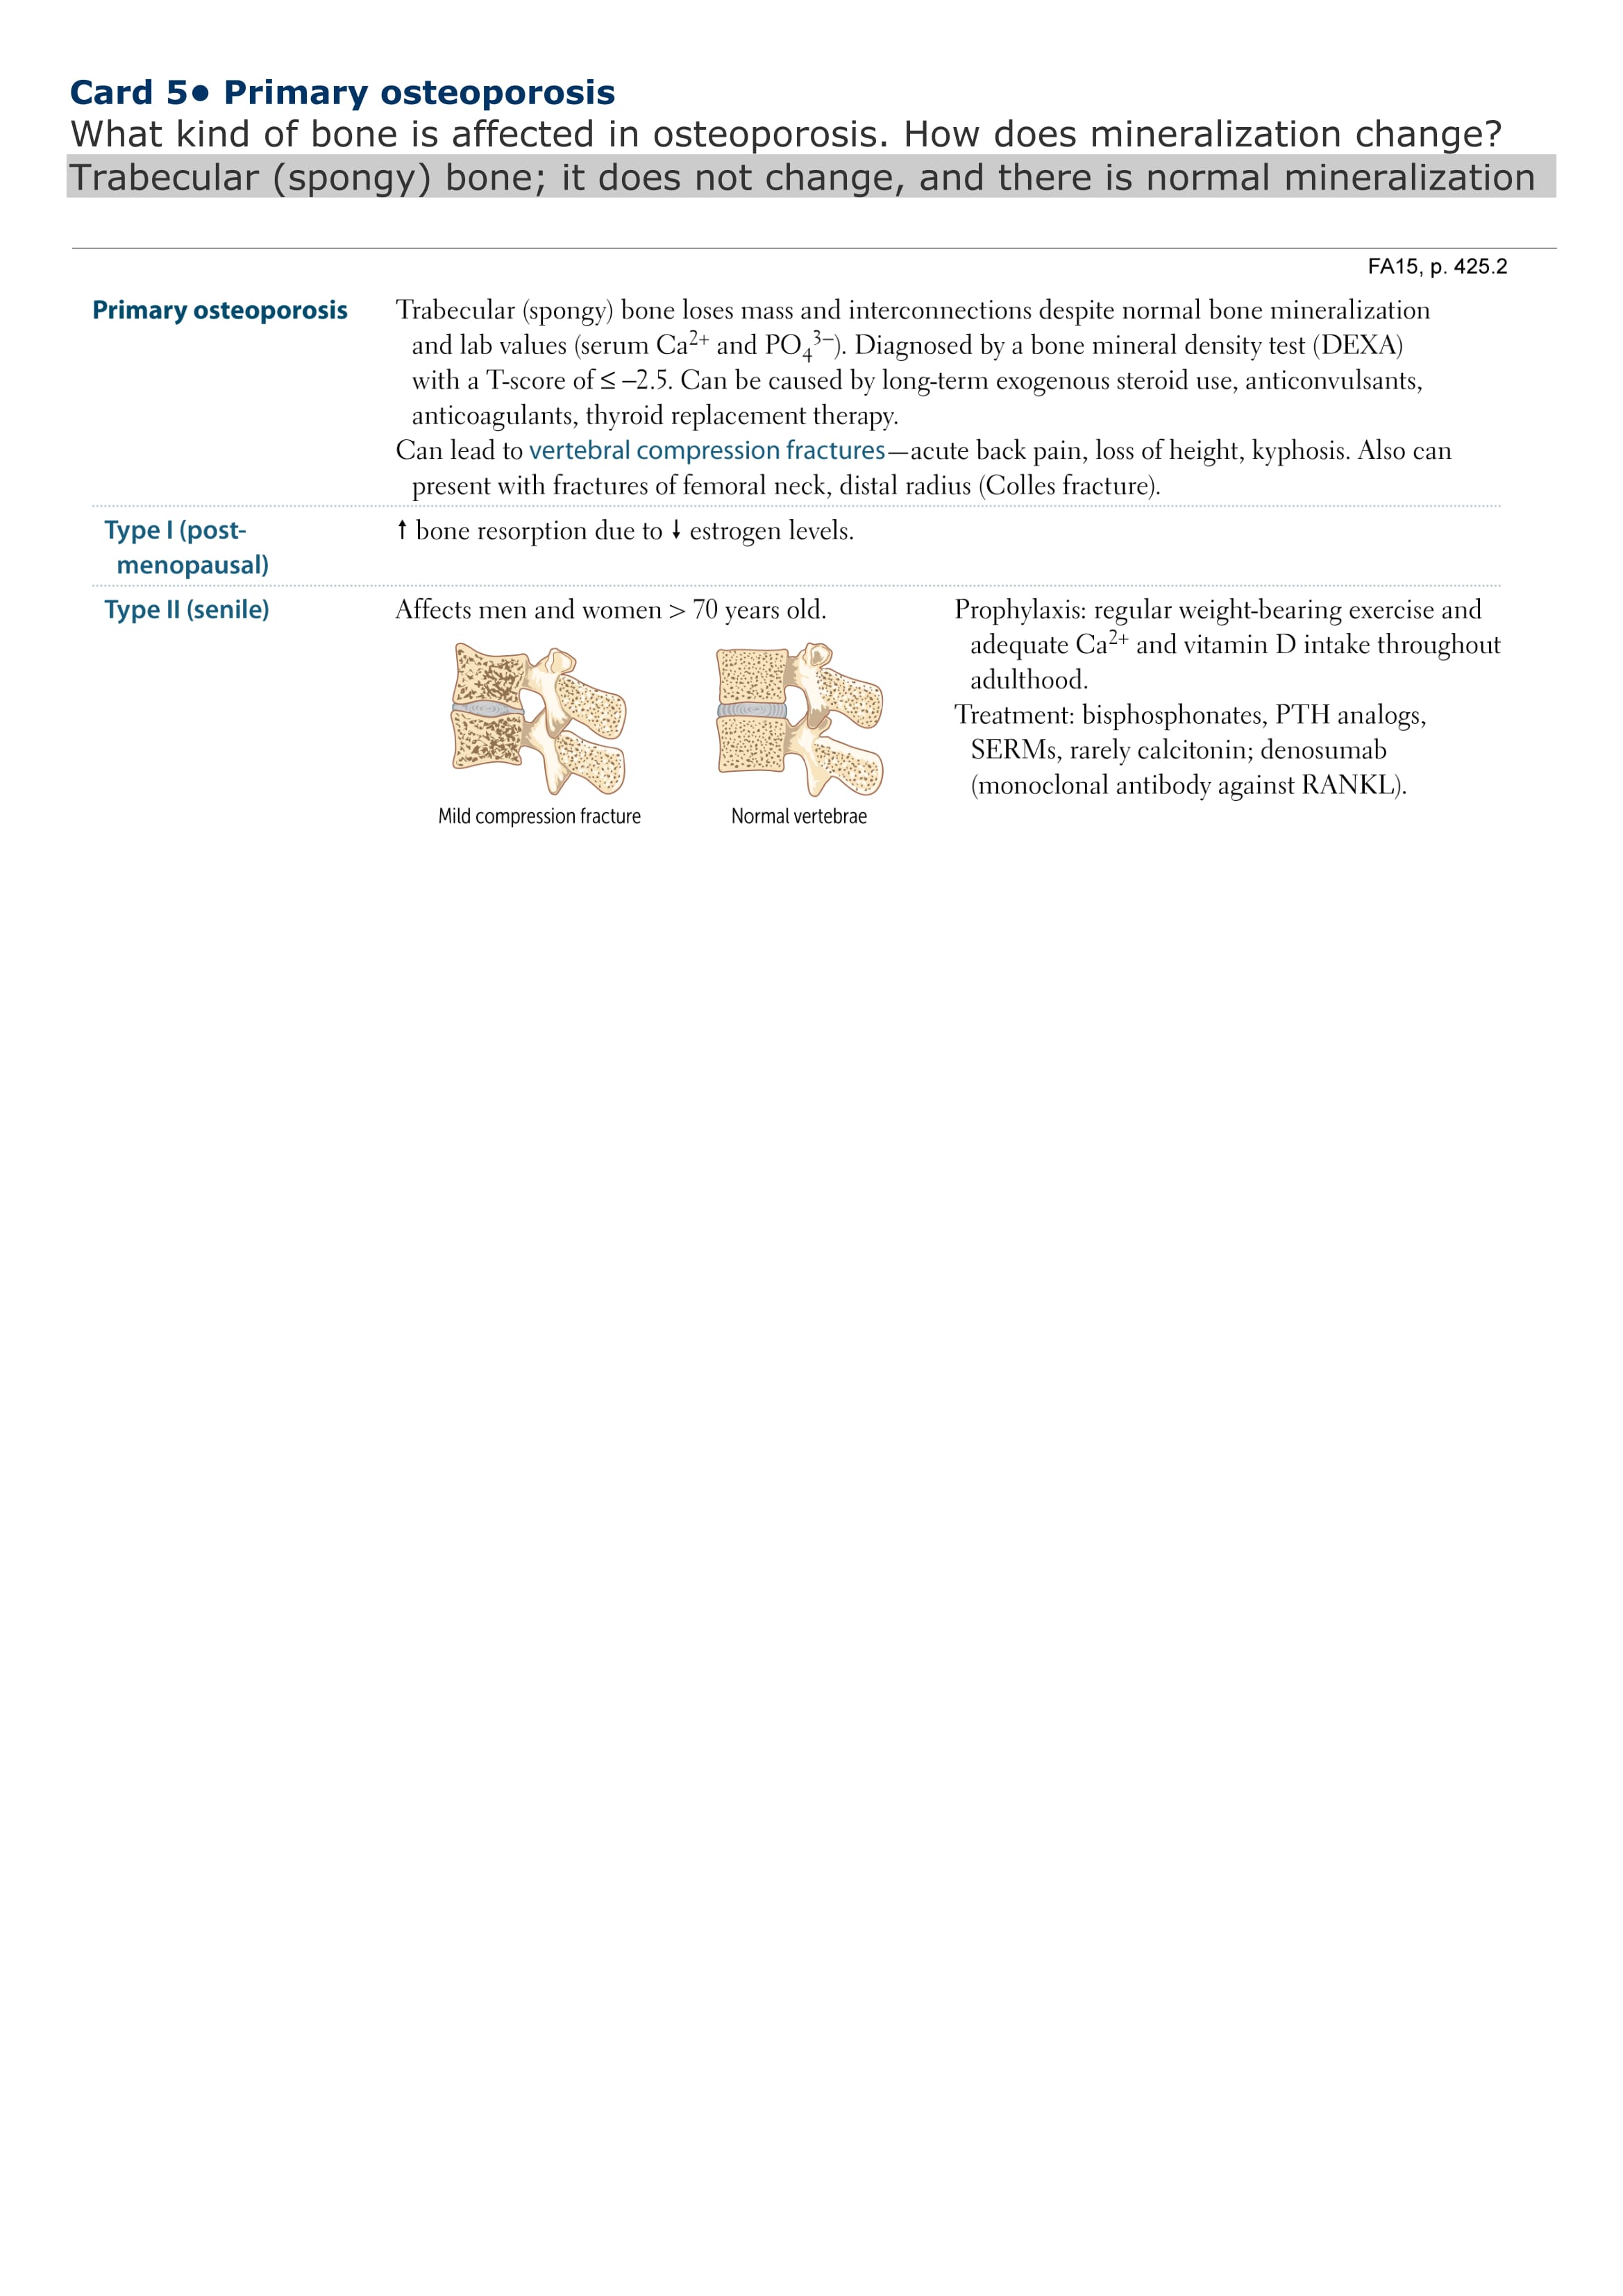 Card 5● Primary osteoporosis
What kind of bone is affected in osteoporosis. How does mineralization change?
Trabecular (spongy) bone; it does not change, and there is normal mineralization
FA15, p. 425.2
Primary osteoporosis
Trabecular (spongy) bone loses mass and interconnections despite normal bone mineralization
and lab values (serum Ca²⁺ and PO₄³⁻). Diagnosed by a bone mineral density test (DEXA)
with a T-score of ≤ –2.5. Can be caused by long-term exogenous steroid use, anticonvulsants,
anticoagulants, thyroid replacement therapy.
Can lead to vertebral compression fractures—acute back pain, loss of height, kyphosis. Also can
present with fractures of femoral neck, distal radius (Colles fracture).
Type I (post-
menopausal)
↑ bone resorption due to ↓ estrogen levels.
Type II (senile)
Affects men and women > 70 years old.
Mild compression fracture
Normal vertebrae
Prophylaxis: regular weight-bearing exercise and
adequate Ca²⁺ and vitamin D intake throughout
adulthood.
Treatment: bisphosphonates, PTH analogs,
SERMs, rarely calcitonin; denosumab
(monoclonal antibody against RANKL).